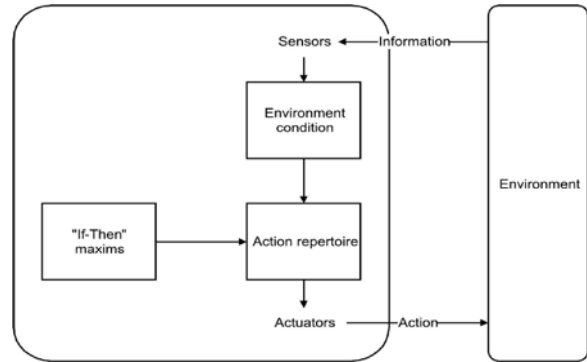 Sensors
Information
Environment
condition
Environment
"If-Then"
maxims
Action repertoire
Actuators
Action